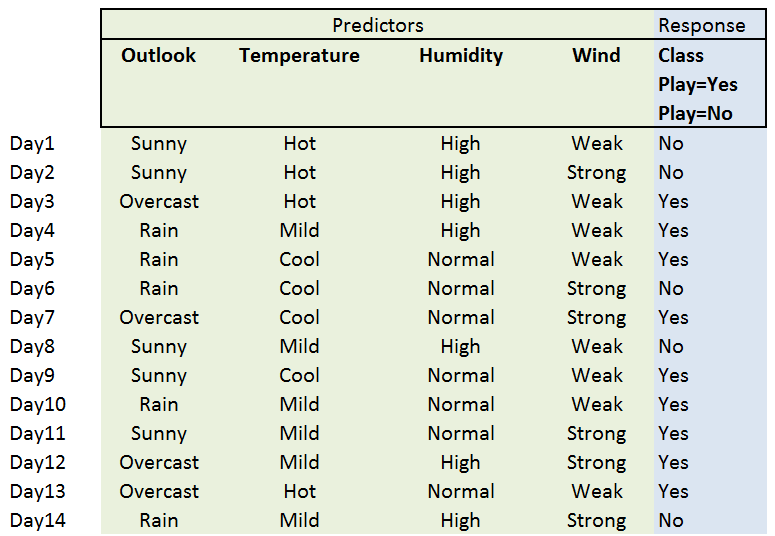 Predictors Response
Outlook Temperature Humidity Wind Class
Play=Yes
Play=No
Day1 Sunny Hot High Weak No
Day2 Sunny Hot High Strong No
Day3 Overcast Hot High Weak Yes
Day4 Rain Mild High Weak Yes
Day5 Rain Cool Normal Weak Yes
Day6 Rain Cool Normal Strong No
Day7 Overcast Cool Normal Strong Yes
Day8 Sunny Mild High Weak No
Day9 Sunny Cool Normal Weak Yes
Day10 Rain Mild Normal Weak Yes
Day11 Sunny Mild Normal Strong Yes
Day12 Overcast Mild High Strong Yes
Day13 Overcast Hot Normal Weak Yes
Day14 Rain Mild High Strong No